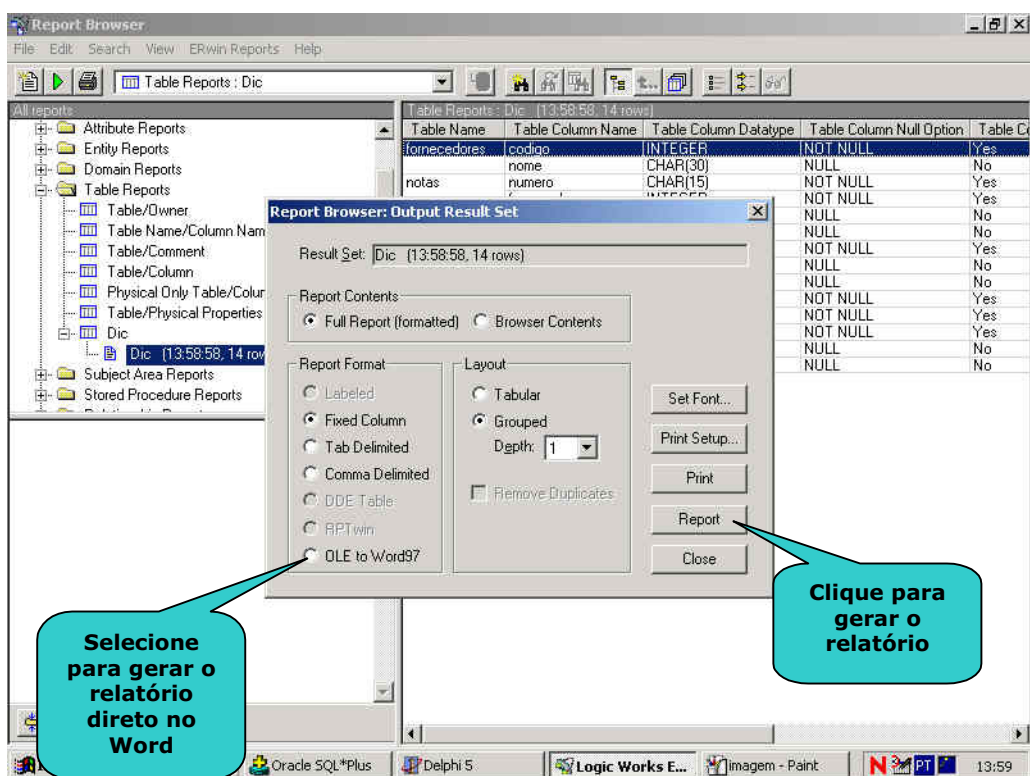 Report Browser
File Edit Search View ERwin Reports Help
Table Reports : Dic
All reports
Attribute Reports
Entity Reports
Domain Reports
Table Reports
Table/Owner
Table Name/Column Nam
Table/Comment
Table/Column
Physical Only Table/Colur
Table/Physical Properties
Dic
Dic (13:58:58, 14 row
Subject Area Reports
Stored Procedure Reports
Table Reports : Dic (13:58:58, 14 rows)
Table Name Table Column Name Table Column Datatype Table Column Null Option Table Co
fornecedores codigo INTEGER NOT NULL Yes
nome CHAR(30) NULL No
notas numero CHAR(15) NOT NULL Yes
INTEGER NOT NULL Yes
NULL No
NULL No
NOT NULL Yes
NULL No
NULL No
NOT NULL Yes
NOT NULL Yes
NOT NULL Yes
NULL No
NULL No
Report Browser: Output Result Set
Result Set: Dic (13:58:58, 14 rows)
Report Contents
Full Report (formatted) Browser Contents
Report Format
Labeled
Fixed Column
Tab Delimited
Comma Delimited
DDE Table
RPTwin
OLE to Word97
Layout
Tabular
Grouped
Depth: 1
Remove Duplicates
Set Font...
Print Setup...
Print
Report
Close
Selecione
para gerar o
relatório
direto no
Word
Clique para
gerar o
relatório
Oracle SQL*Plus Delphi 5 Logic Works E... imagem - Paint N PT 13:59